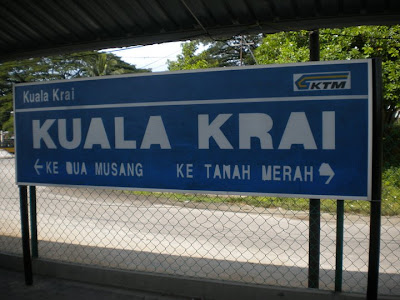 Kuala Krai
KTM
KUALA KRAI
KE GUA MUSANG KE TANAH MERAH